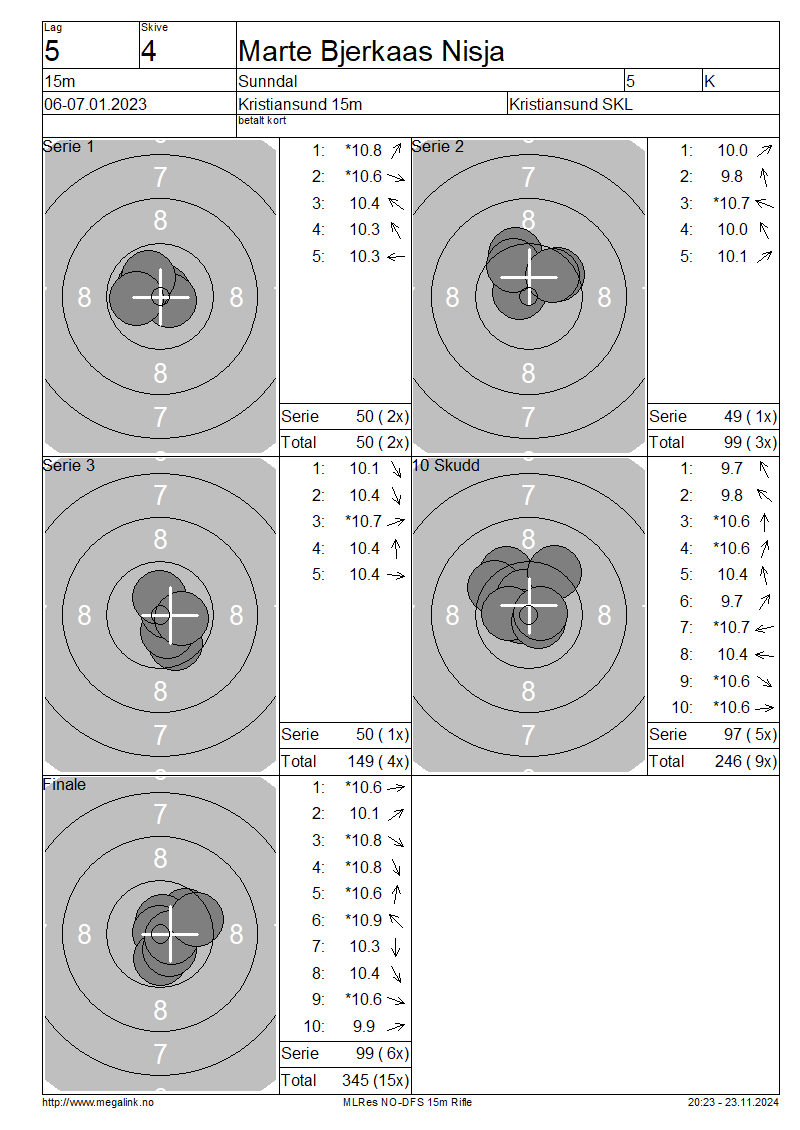 Lag
Skive
5
4
Marte Bjerkaas Nisja
15m
Sunndal
5
K
06-07.01.2023
Kristiansund 15m
Kristiansund SKL
betalt kort
Serie 1
7
8
8
8
8
7
1: *10.8
2: *10.6
3: 10.4
4: 10.3
5: 10.3
Serie 50 ( 2x)
Total 50 ( 2x)
Serie 2
7
8
8
8
8
7
1: 10.0
2: 9.8
3: *10.7
4: 10.0
5: 10.1
Serie 49 ( 1x)
Total 99 ( 3x)
Serie 3
7
8
8
8
8
7
1: 10.1
2: 10.4
3: *10.7
4: 10.4
5: 10.4
Serie 50 ( 1x)
Total 149 ( 4x)
10 Skudd
7
8
8
8
8
7
1: 9.7
2: 9.8
3: *10.6
4: *10.6
5: 10.4
6: 9.7
7: *10.7
8: 10.4
9: *10.6
10: *10.6
Serie 97 ( 5x)
Total 246 ( 9x)
Finale
7
8
8
8
8
7
1: *10.6
2: 10.1
3: *10.8
4: *10.8
5: *10.6
6: *10.9
7: 10.3
8: 10.4
9: *10.6
10: 9.9
Serie 99 ( 6x)
Total 345 (15x)
http://www.megalink.no
MLRes NO-DFS 15m Rifle
20:23 - 23.11.2024